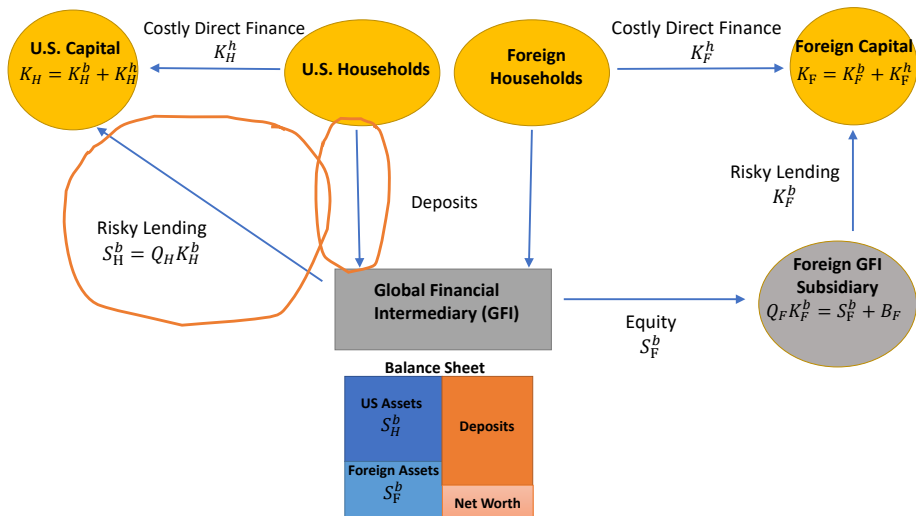 Costly Direct Finance
$K_H^h$
Costly Direct Finance
$K_F^h$
U.S. Capital
$K_H = K_H^b + K_H^h$
U.S. Households
Foreign
Households
Foreign Capital
$K_F = K_F^b + K_F^h$
Deposits
Risky Lending
$K_F^b$
Risky Lending
$S_H^b = Q_H K_H^b$
Global Financial
Intermediary (GFI)
Foreign GFI
Subsidiary
$Q_F K_F^b = S_F^b + B_F$
Equity
$S_F^b$
Balance Sheet
US Assets
$S_H^b$
Deposits
Foreign Assets
$S_F^b$
Net Worth